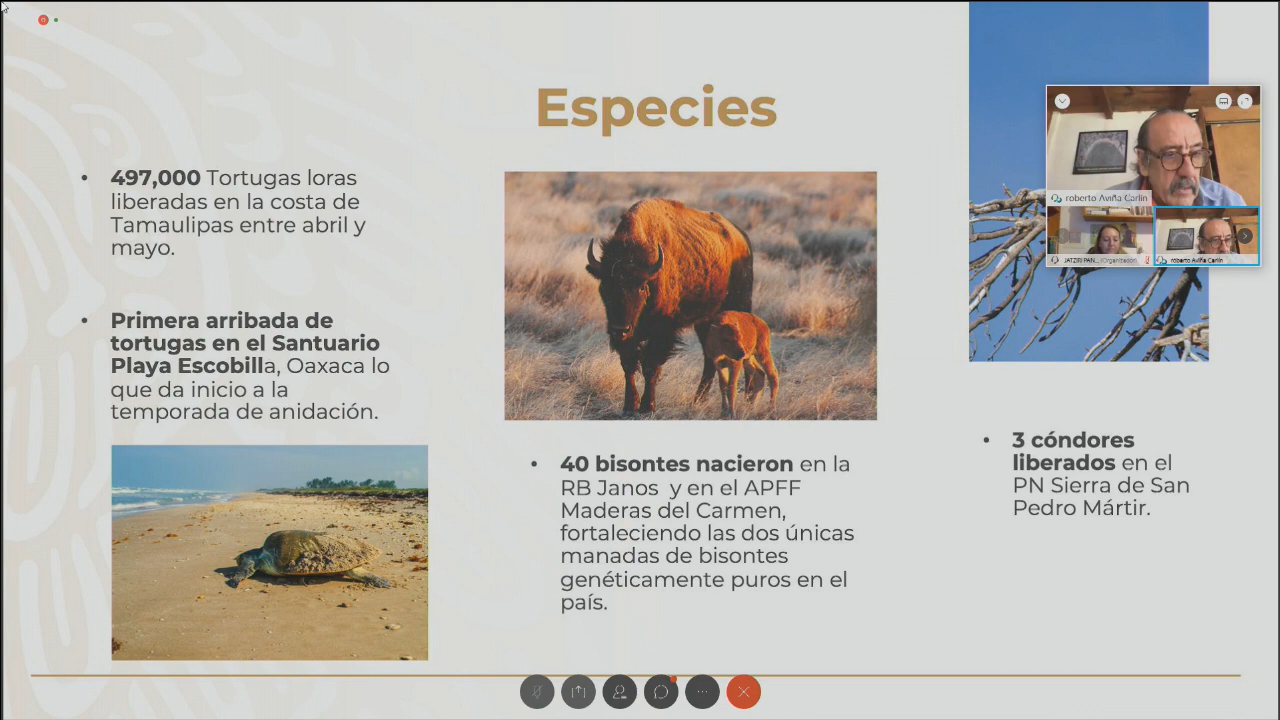 Especies
• 497,000 Tortugas loras
liberadas en la costa de
Tamaulipas entre abril y
mayo.
• Primera arribada de
tortugas en el Santuario
Playa Escobilla, Oaxaca lo
que da inicio a la
temporada de anidación.
• 40 bisontes nacieron en la
RB Janos y en el APFF
Maderas del Carmen,
fortaleciendo las dos únicas
manadas de bisontes
genéticamente puros en el
país.
• 3 cóndores
liberados en el
PN Sierra de San
Pedro Mártir.
roberto Aviña Carlín
JATZIRI PAN... (Organizador)
roberto Aviña Carlín